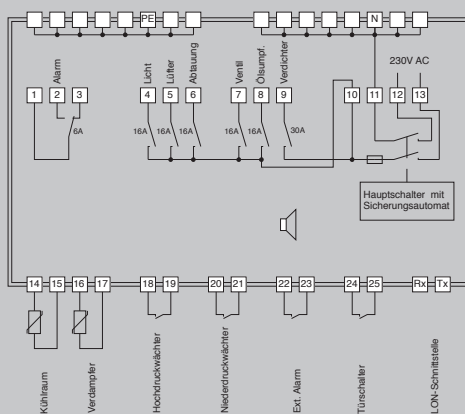 PE N
Alarm
Licht
Lüfter
Abtauung
Ventil
Ölsumpf.
Verdichter
230V AC
1 2 3 4 5 6 7 8 9 10 11 12 13
6A 16A 16A 16A 16A 16A 30A
Hauptschalter mit
Sicherungsautomat
14 15 16 17 18 19 20 21 22 23 24 25 Rx Tx
Kühlraum
Verdampfer
Hochdruckwächter
Niederdruckwächter
Ext. Alarm
Türschalter
LON-Schnittstelle